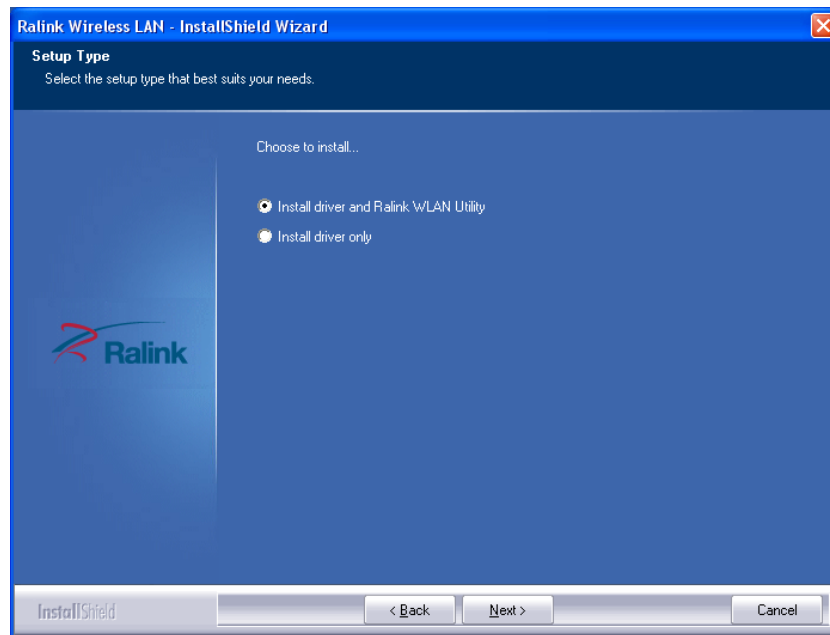 Ralink Wireless LAN - InstallShield Wizard
Setup Type
Select the setup type that best suits your needs.
Choose to install...
Install driver and Ralink WLAN Utility
Install driver only
Ralink
InstallShield
< Back
Next >
Cancel